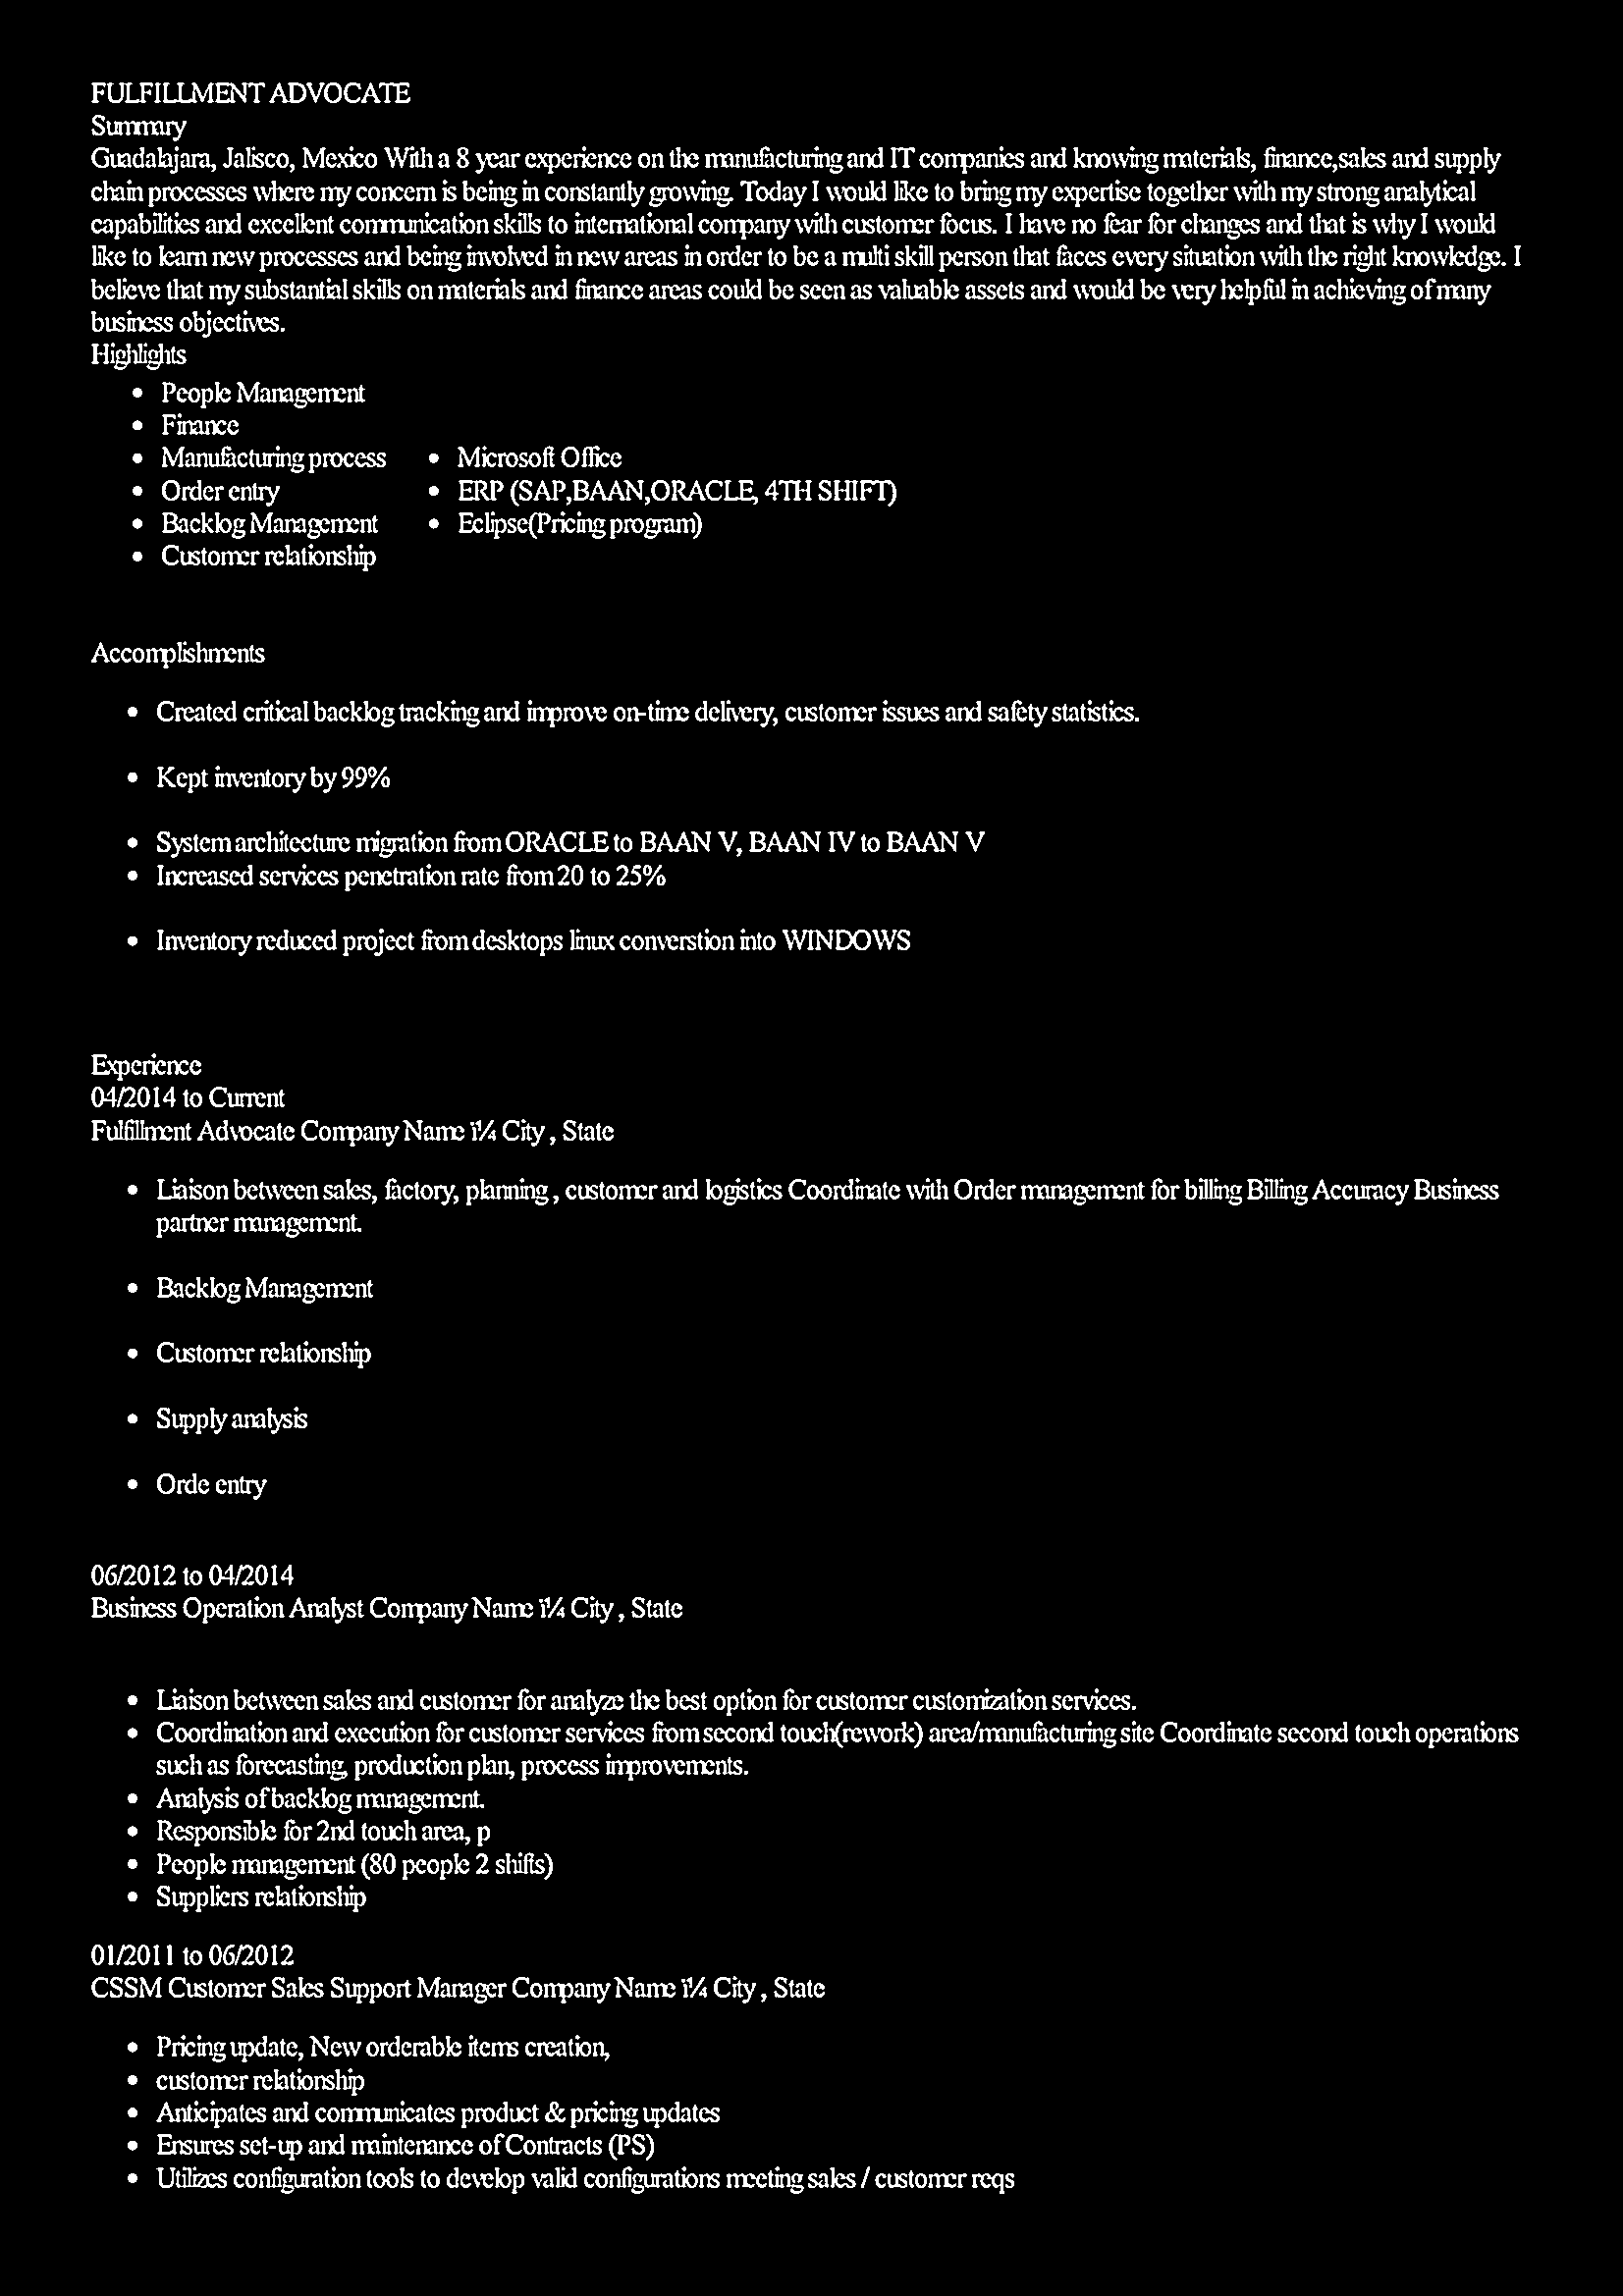 FULFILLMENT ADVOCATE
Summary
Guadalajara, Jalisco, Mexico With a 8 year experience on the manufacturing and IT companies and knowing materials, finance,sales and supply
chain processes where my concern is being in constantly growing. Today I would like to bring my expertise together with my strong analytical
capabilities and excellent communication skills to international company with customer focus. I have no fear for changes and that is why I would
like to learn new processes and being involved in new areas in order to be a multi skill person that faces every situation with the right knowledge. I
believe that my substantial skills on materials and finance areas could be seen as valuable assets and would be very helpful in achieving of many
business objectives.
Highlights
• People Management
• Finance
• Manufacturing process
• Order entry
• Backlog Management
• Customer relationship
• Microsoft Office
• ERP (SAP,BAAN,ORACLE, 4TH SHIFT)
• Eclipse(Pricing program)
Accomplishments
• Created critical backlog tracking and improve on-time delivery, customer issues and safety statistics.
• Kept inventory by 99%
• System architecture migration from ORACLE to BAAN V, BAAN IV to BAAN V
• Increased services penetration rate from 20 to 25%
• Inventory reduced project from desktops linux converstion into WINDOWS
Experience
04/2014 to Current
Fulfillment Advocate Company Name ï¼ City , State
• Liaison between sales, factory, planning , customer and logistics Coordinate with Order management for billing Billing Accuracy Business
partner management.
• Backlog Management
• Customer relationship
• Supply analysis
• Orde entry
06/2012 to 04/2014
Business Operation Analyst Company Name ï¼ City , State
• Liaison between sales and customer for analyze the best option for customer customization services.
• Coordination and execution for customer services from second touch(rework) area/manufacturing site Coordinate second touch operations
such as forecasting, production plan, process improvements.
• Analysis of backlog management.
• Responsible for 2nd touch area, p
• People management (80 people 2 shifts)
• Suppliers relationship
01/2011 to 06/2012
CSSM Customer Sales Support Manager Company Name ï¼ City , State
• Pricing update, New orderable items creation,
• customer relationship
• Anticipates and communicates product & pricing updates
• Ensures set-up and maintenance of Contracts (PS)
• Utilizes configuration tools to develop valid configurations meeting sales / customer reqs